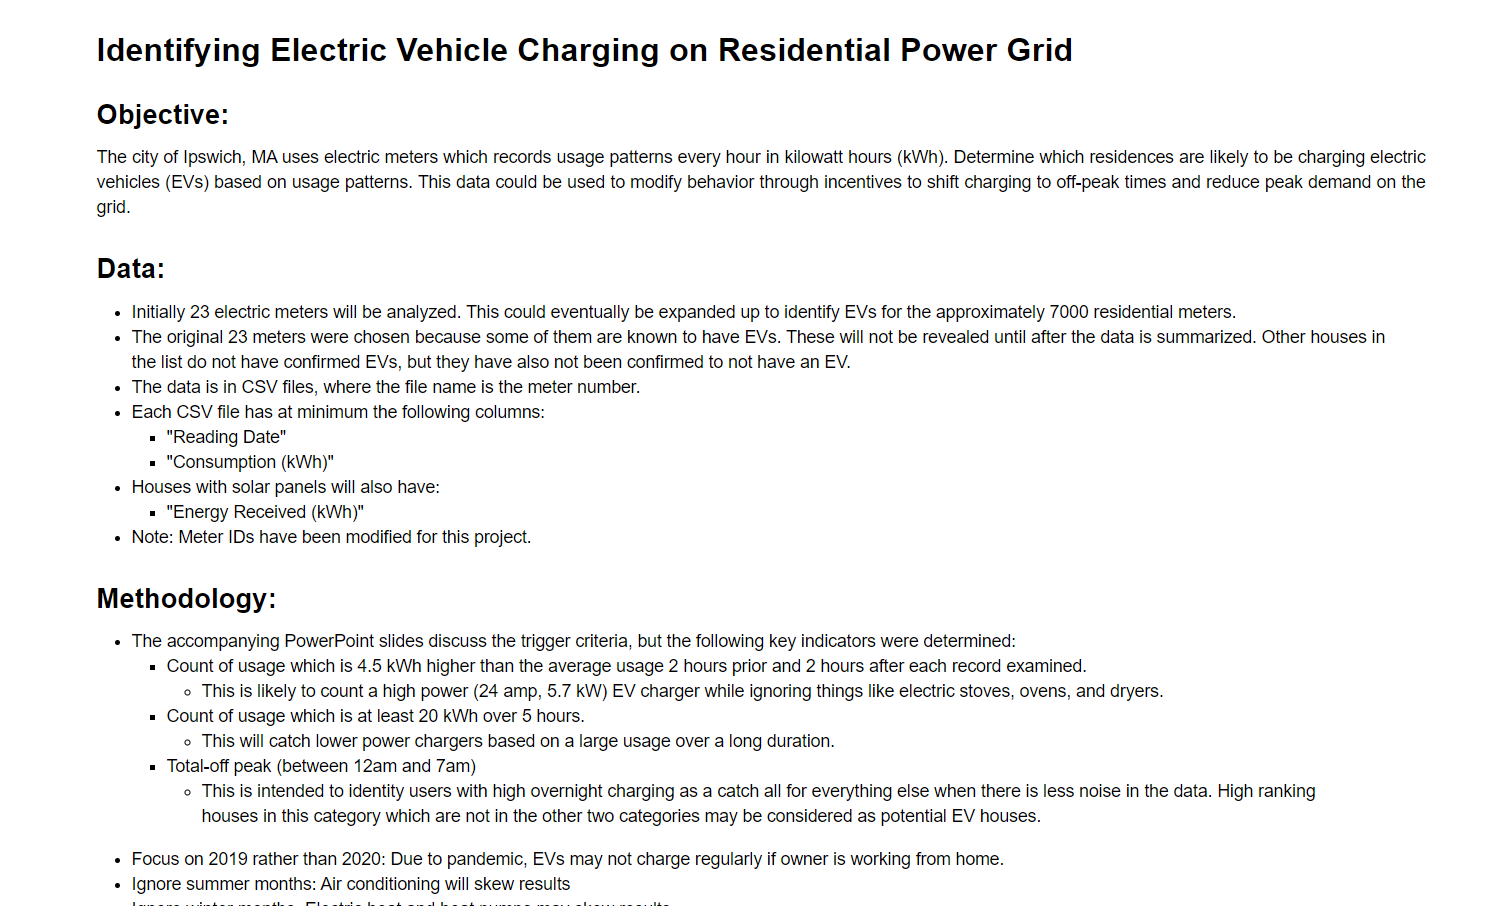 Identifying Electric Vehicle Charging on Residential Power Grid
Objective:
The city of Ipswich, MA uses electric meters which records usage patterns every hour in kilowatt hours (kWh). Determine which residences are likely to be charging electric
vehicles (EVs) based on usage patterns. This data could be used to modify behavior through incentives to shift charging to off-peak times and reduce peak demand on the
grid.
Data:
• Initially 23 electric meters will be analyzed. This could eventually be expanded up to identify EVs for the approximately 7000 residential meters.
• The original 23 meters were chosen because some of them are known to have EVs. These will not be revealed until after the data is summarized. Other houses in
the list do not have confirmed EVs, but they have also not been confirmed to not have an EV.
• The data is in CSV files, where the file name is the meter number.
• Each CSV file has at minimum the following columns:
▪ "Reading Date"
▪ "Consumption (kWh)"
• Houses with solar panels will also have:
▪ "Energy Received (kWh)"
• Note: Meter IDs have been modified for this project.
Methodology:
• The accompanying PowerPoint slides discuss the trigger criteria, but the following key indicators were determined:
▪ Count of usage which is 4.5 kWh higher than the average usage 2 hours prior and 2 hours after each record examined.
◦ This is likely to count a high power (24 amp, 5.7 kW) EV charger while ignoring things like electric stoves, ovens, and dryers.
▪ Count of usage which is at least 20 kWh over 5 hours.
◦ This will catch lower power chargers based on a large usage over a long duration.
▪ Total-off peak (between 12am and 7am)
◦ This is intended to identity users with high overnight charging as a catch all for everything else when there is less noise in the data. High ranking
houses in this category which are not in the other two categories may be considered as potential EV houses.
• Focus on 2019 rather than 2020: Due to pandemic, EVs may not charge regularly if owner is working from home.
• Ignore summer months: Air conditioning will skew results